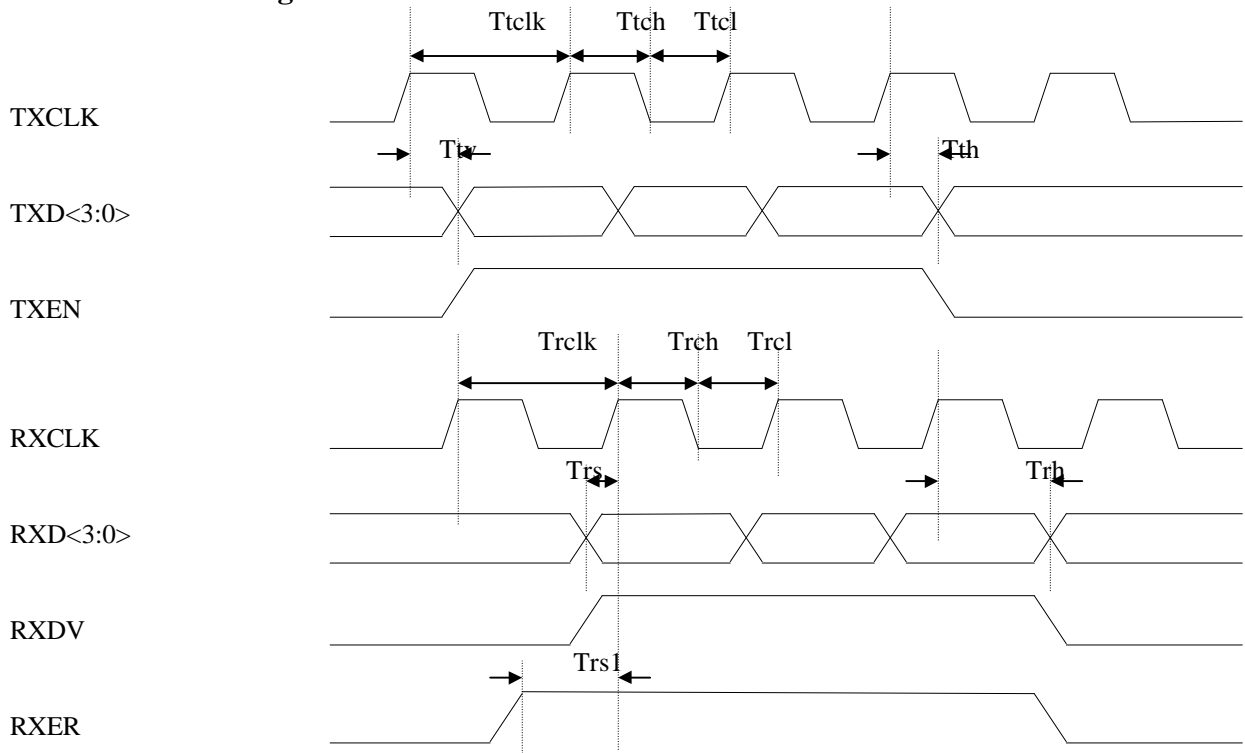 Ttclk Ttch Ttcl
TXCLK
Ttv Tth
TXD<3:0>
TXEN
Trclk Trch Trcl
RXCLK
Trs Trh
RXD<3:0>
RXDV
Trs1
RXER